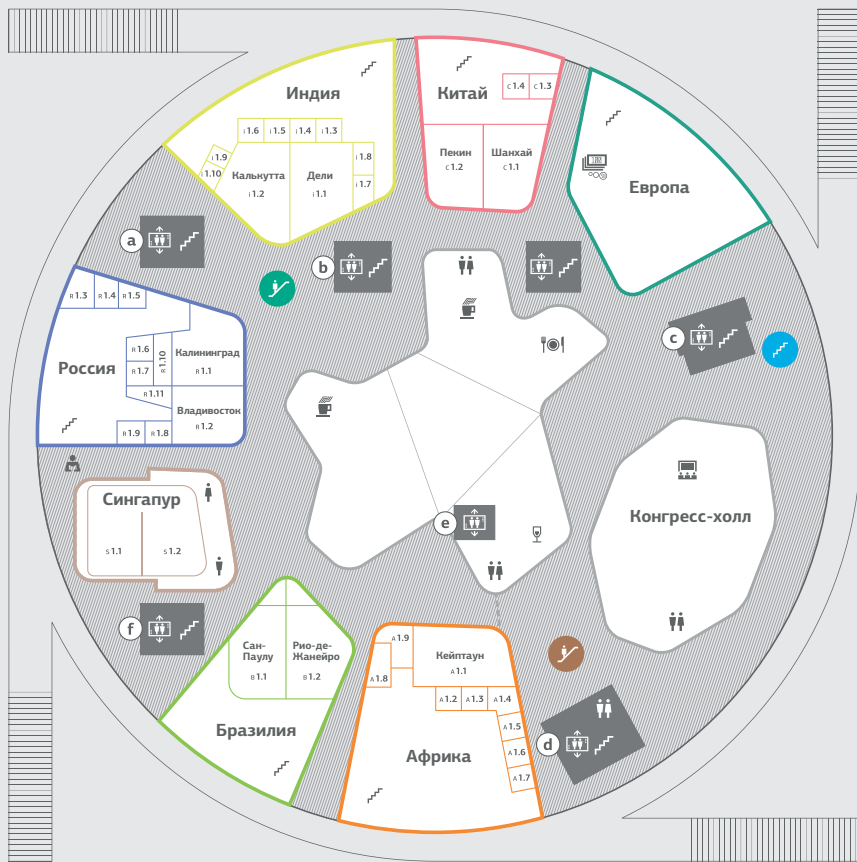 Индия
I 1.6
I 1.5
I 1.4
I 1.3
I 1.9
I 1.10
Калькутта
I 1.2
Дели
I 1.1
I 1.8
I 1.7
Китай
C 1.4
C 1.3
Пекин
C 1.2
Шанхай
C 1.1
Европа
100
a
b
c
R 1.3
R 1.4
R 1.5
Россия
R 1.6
R 1.7
R 1.10
R 1.11
Калининград
R 1.1
Владивосток
R 1.2
R 1.9
R 1.8
Сингапур
S 1.1
S 1.2
e
Конгресс-холл
f
Сан-
Паулу
B 1.1
Рио-де-
Жанейро
B 1.2
Бразилия
A 1.9
A 1.8
Кейптаун
A 1.1
A 1.2
A 1.3
A 1.4
A 1.5
A 1.6
A 1.7
Африка
d